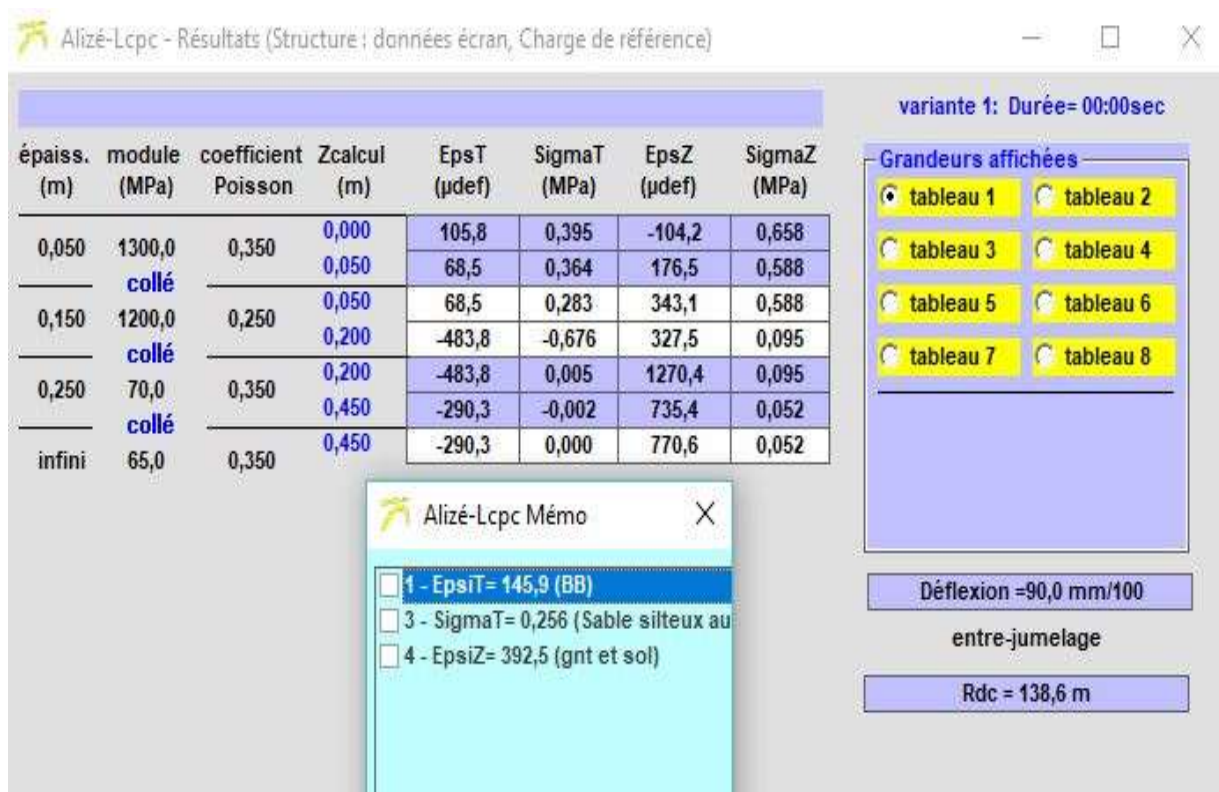 Alizé-Lcpc - Résultats (Structure : données écran, Charge de référence)
variante 1: Durée= 00:00sec
épaiss. module coefficient Zcalcul EpsT SigmaT EpsZ SigmaZ
(m) (MPa) Poisson (m) (µdef) (MPa) (µdef) (MPa)
0,000 105,8 0,395 -104,2 0,658
0,050 1300,0 0,350
0,050 68,5 0,364 176,5 0,588
collé
0,050 68,5 0,283 343,1 0,588
0,150 1200,0 0,250
0,200 -483,8 -0,676 327,5 0,095
collé
0,200 -483,8 0,005 1270,4 0,095
0,250 70,0 0,350
0,450 -290,3 -0,002 735,4 0,052
collé
0,450 -290,3 0,000 770,6 0,052
infini 65,0 0,350
Grandeurs affichées
tableau 1 tableau 2
tableau 3 tableau 4
tableau 5 tableau 6
tableau 7 tableau 8
Alizé-Lcpc Mémo
1 - EpsiT= 145,9 (BB)
3 - SigmaT= 0,256 (Sable silteux au
4 - EpsiZ= 392,5 (gnt et sol)
Déflexion =90,0 mm/100
entre-jumelage
Rdc = 138,6 m